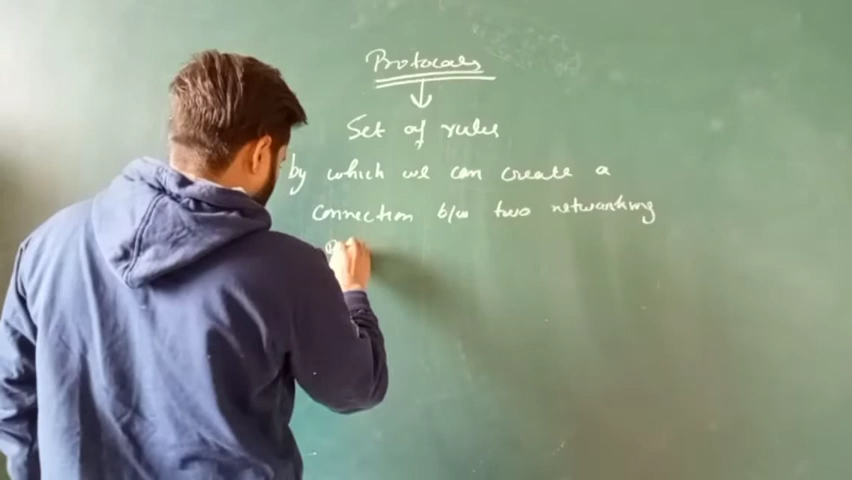 Protocols
Set of rules
by which we can create a
connection b/w two networking